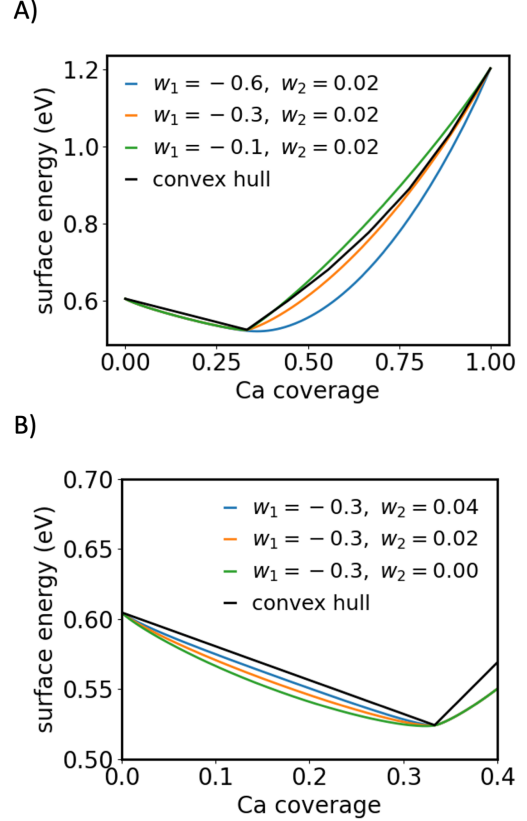 A)
surface energy (eV)
1.2
1.0
0.8
0.6
w₁ = −0.6, w₂ = 0.02
w₁ = −0.3, w₂ = 0.02
w₁ = −0.1, w₂ = 0.02
convex hull
0.00 0.25 0.50 0.75 1.00
Ca coverage
B)
surface energy (eV)
0.70
0.65
0.60
0.55
0.50
w₁ = −0.3, w₂ = 0.04
w₁ = −0.3, w₂ = 0.02
w₁ = −0.3, w₂ = 0.00
convex hull
0.0 0.1 0.2 0.3 0.4
Ca coverage